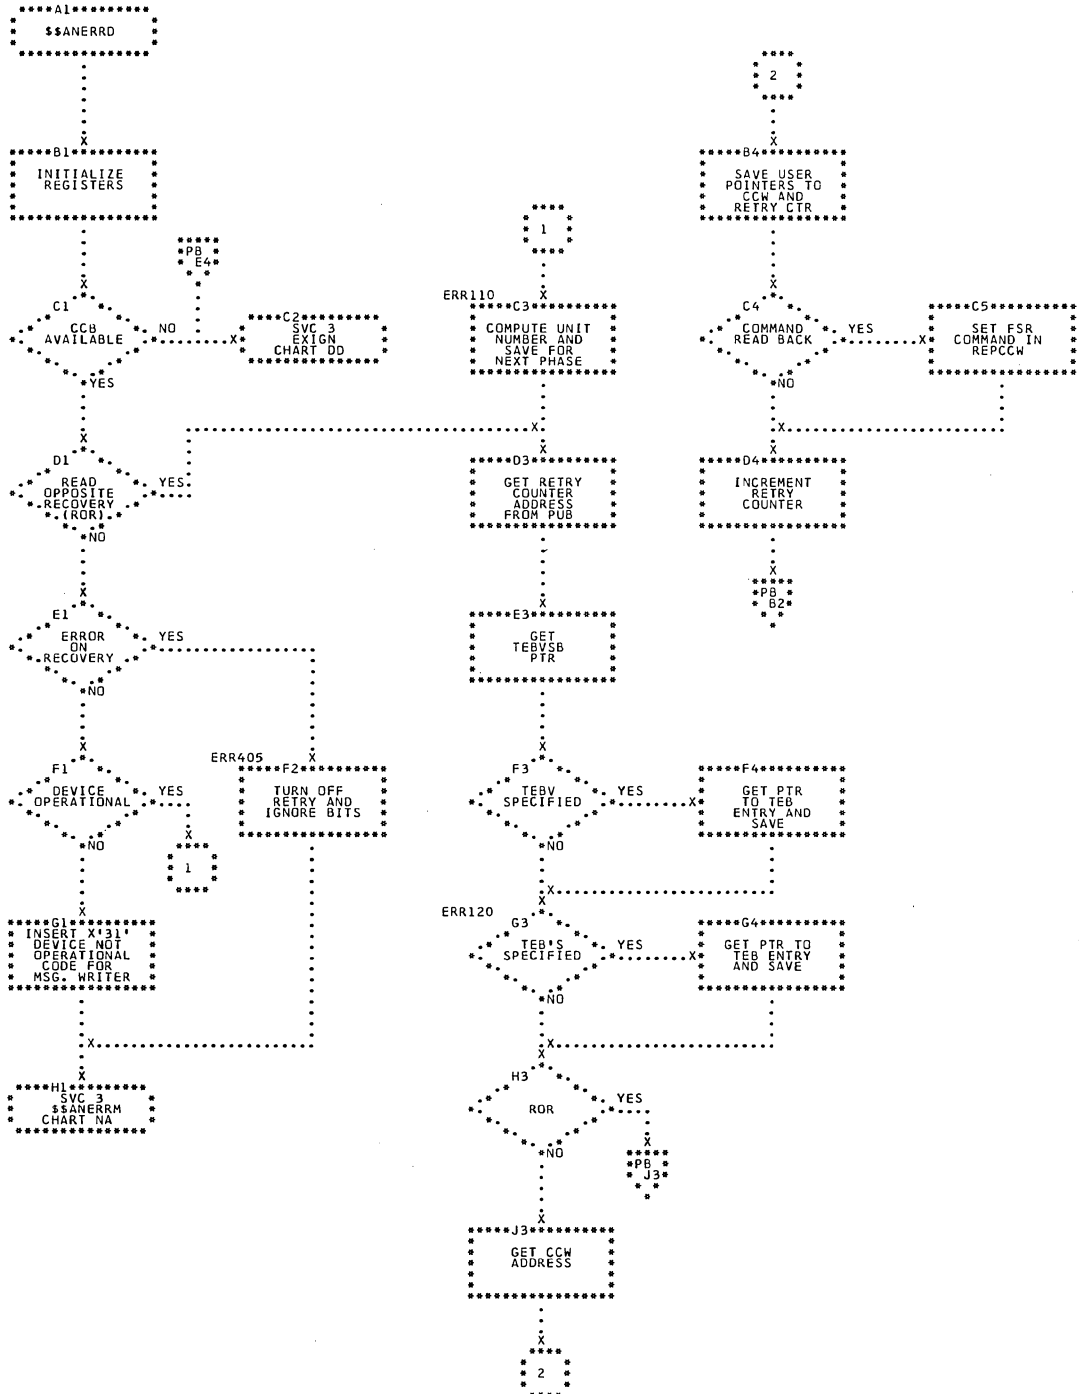 A1
$$ANERRD
B1
INITIALIZE
REGISTERS
PB
E4
C1
CCB
AVAILABLE
NO
YES
C2
SVC 3
EXIGN
CHART DD
D1
READ
OPPOSITE
RECOVERY
(ROR)
YES
NO
E1
ERROR
ON
RECOVERY
YES
NO
F1
DEVICE
OPERATIONAL
YES
NO
1
ERR405
F2
TURN OFF
RETRY AND
IGNORE BITS
G1
INSERT X'31'
DEVICE NOT
OPERATIONAL
CODE FOR
MSG. WRITER
H1
SVC 3
$$ANERRM
CHART NA
1
ERR110
C3
COMPUTE UNIT
NUMBER AND
SAVE FOR
NEXT PHASE
D3
GET RETRY
COUNTER
ADDRESS
FROM PUB
E3
GET
TEBVSB
PTR
F3
TEBV
SPECIFIED
YES
NO
F4
GET PTR
TO TEB
ENTRY AND
SAVE
ERR120
G3
TEB'S
SPECIFIED
YES
NO
G4
GET PTR TO
TEB ENTRY
AND SAVE
H3
ROR
YES
NO
PB
J3
J3
GET CCW
ADDRESS
2
2
B4
SAVE USER
POINTERS TO
CCW AND
RETRY CTR
C4
COMMAND
READ BACK
YES
NO
C5
SET FSR
COMMAND IN
REPCCW
D4
INCREMENT
RETRY
COUNTER
PB
B2